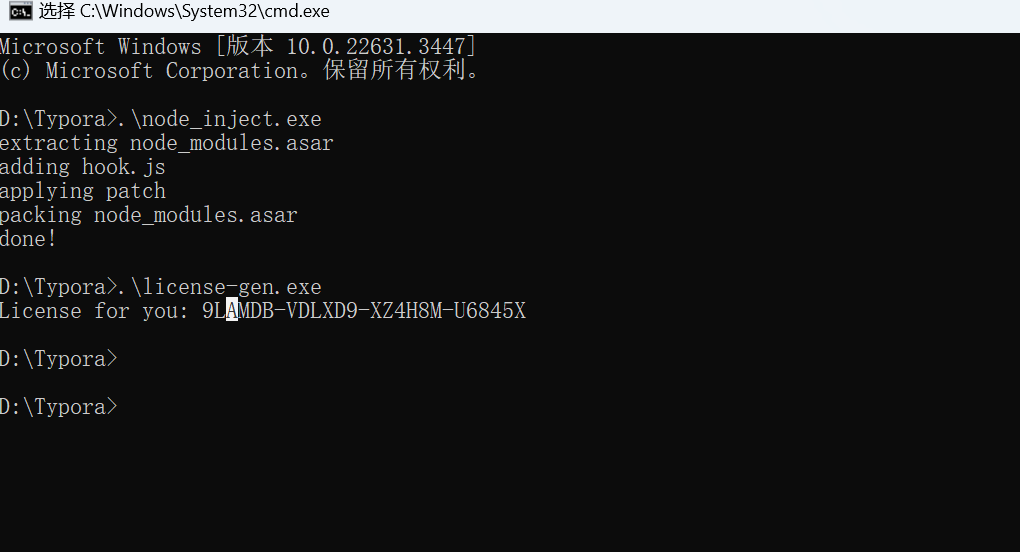 选择 C:\Windows\System32\cmd.exe
Microsoft Windows [版本 10.0.22631.3447]
(c) Microsoft Corporation。保留所有权利。
D:\Typora>.\node_inject.exe
extracting node_modules.asar
adding hook.js
applying patch
packing node_modules.asar
done!
D:\Typora>.\license-gen.exe
License for you: 9LAMDB-VDLXD9-XZ4H8M-U6845X
D:\Typora>
D:\Typora>